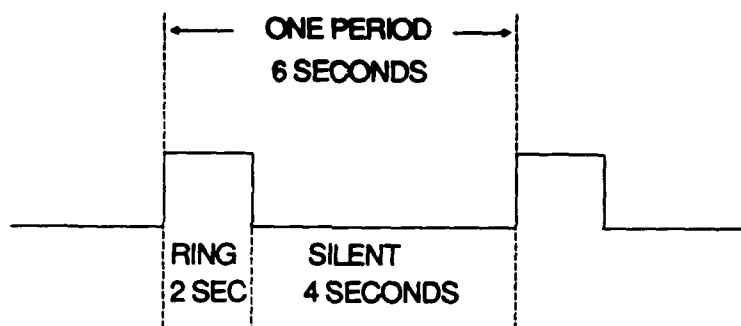 ONE PERIOD
6 SECONDS
RING
SILENT
2 SEC
4 SECONDS